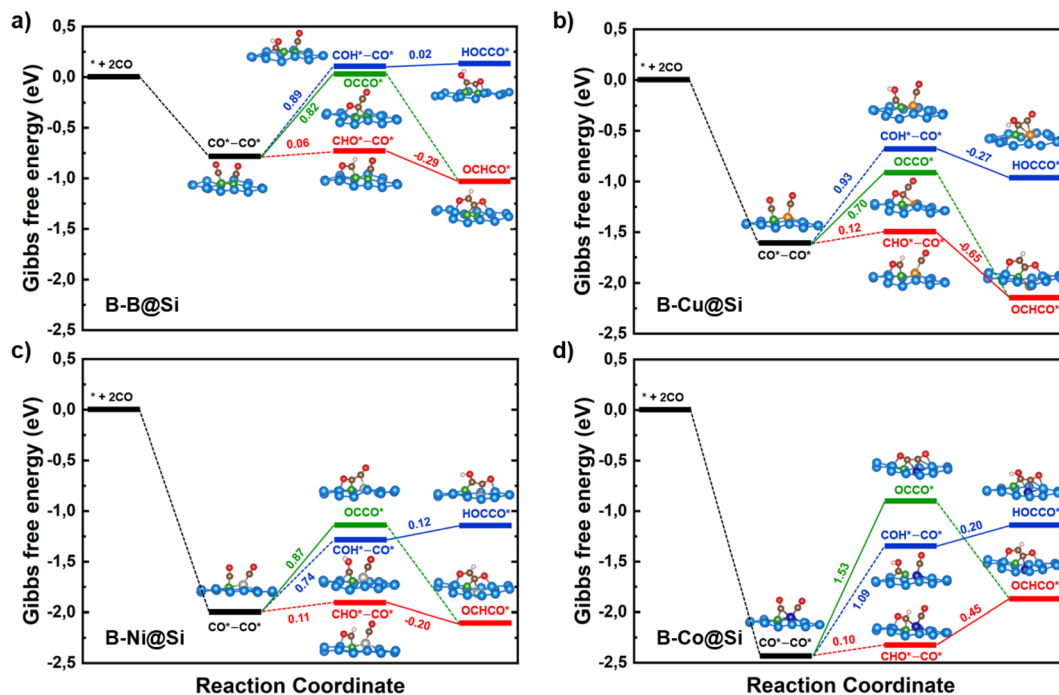 a)
Gibbs free energy (eV)
0,5
0,0
-0,5
-1,0
-1,5
-2,0
-2,5
* + 2CO
CO*−CO*
0.89
0.82
0.06
COH*−CO*
0.02
HOCCO*
OCCO*
CHO*−CO*
-0.29
OCHCO*
B-B@Si
b)
Gibbs free energy (eV)
0,5
0,0
-0,5
-1,0
-1,5
-2,0
-2,5
* + 2CO
CO*−CO*
0.93
0.70
0.12
COH*−CO*
-0.27
HOCCO*
OCCO*
CHO*−CO*
-0.65
OCHCO*
B-Cu@Si
c)
Gibbs free energy (eV)
0,5
0,0
-0,5
-1,0
-1,5
-2,0
-2,5
* + 2CO
CO*−CO*
0.87
0.74
0.11
OCCO*
0.12
HOCCO*
COH*−CO*
CHO*−CO*
-0.20
OCHCO*
B-Ni@Si
d)
Gibbs free energy (eV)
0,5
0,0
-0,5
-1,0
-1,5
-2,0
-2,5
* + 2CO
CO*−CO*
1.53
1.09
0.10
OCCO*
COH*−CO*
0.20
HOCCO*
CHO*−CO*
0.45
OCHCO*
B-Co@Si
Reaction Coordinate
Reaction Coordinate